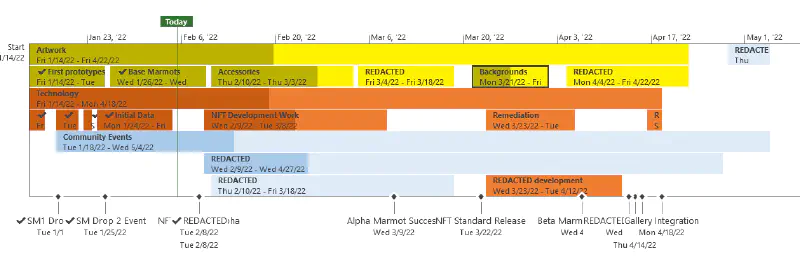 Today
Jan 23, '22 Feb 6, '22 Feb 20, '22 Mar 6, '22 Mar 20, '22 Apr 3, '22 Apr 17, '22 May 1, '22
Start
1/14/22
Artwork
Fri 1/14/22 - Fri 4/22/22
REDACTE
Thu
✔ First prototypes
Fri 1/14/22 - Tue
✔ Base Marmots
Wed 1/26/22 - Wed
Accessories
Thu 2/10/22 - Thu 3/3/22
REDACTED
Fri 3/4/22 - Fri 3/18/22
Backgrounds
Mon 3/21/22 - Fri
REDACTED
Mon 4/4/22 - Fri 4/22/22
Technology
Fri 1/14/22 - Mon 4/18/22
✔
Fri
✔
Tue
✔
S
✔ Initial Data
Mon 1/24/22 - Fri
NFT Development Work
Wed 2/9/22 - Tue 3/8/22
Remediation
Wed 3/23/22 - Tue
R
S
Community Events
Tue 1/18/22 - Wed 5/4/22
REDACTED
Wed 2/9/22 - Wed 4/27/22
REDACTED
Thu 2/10/22 - Fri 3/18/22
REDACTED development
Wed 3/23/22 - Tue 4/12/22
✔ SM1 Dro
Tue 1/1
✔ SM Drop 2 Event
Tue 1/25/22
NF ✔ REDACTEDiha
Tue 2/8/22
Tue 2/8/22
Alpha Marmot Succes
Wed 3/9/22
NFT Standard Release
Tue 3/22/22
Beta Marm
Wed 4
REDACTEI
Wed
Thu 4/14/22
Gallery Integration
Mon 4/18/22